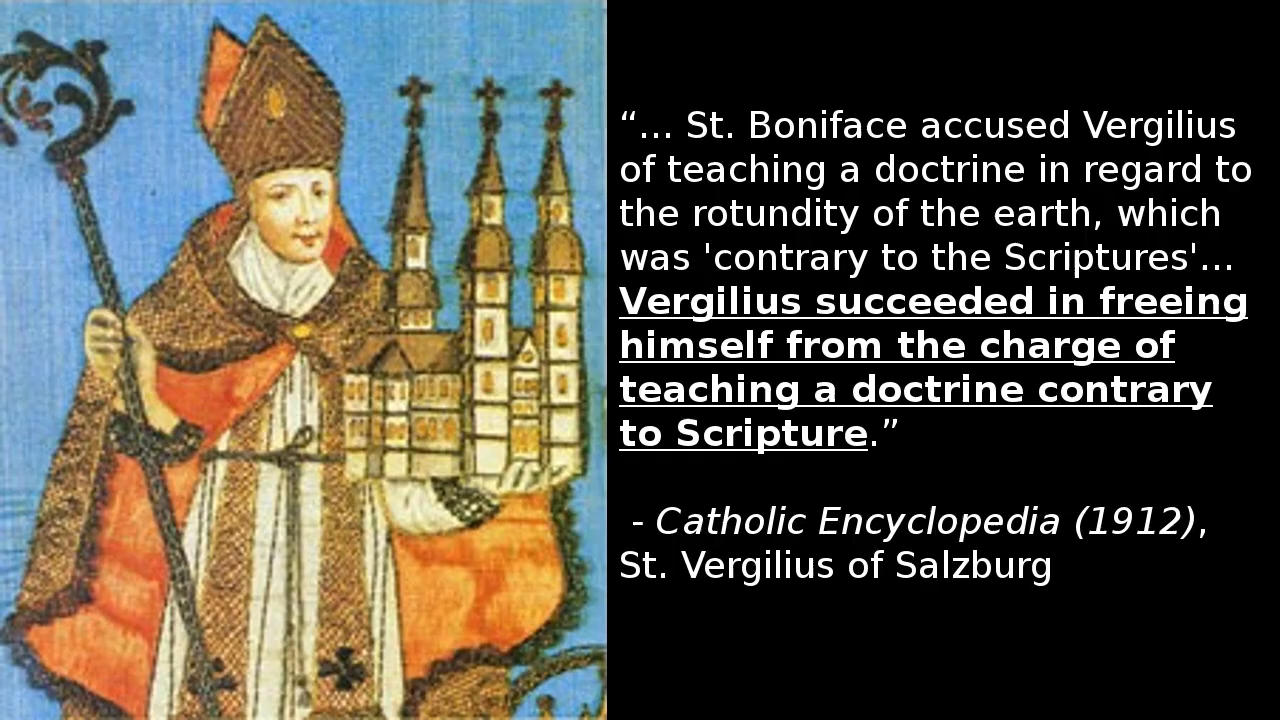 “... St. Boniface accused Vergilius
of teaching a doctrine in regard to
the rotundity of the earth, which
was 'contrary to the Scriptures'...
Vergilius succeeded in freeing
himself from the charge of
teaching a doctrine contrary
to Scripture.”
- Catholic Encyclopedia (1912),
St. Vergilius of Salzburg